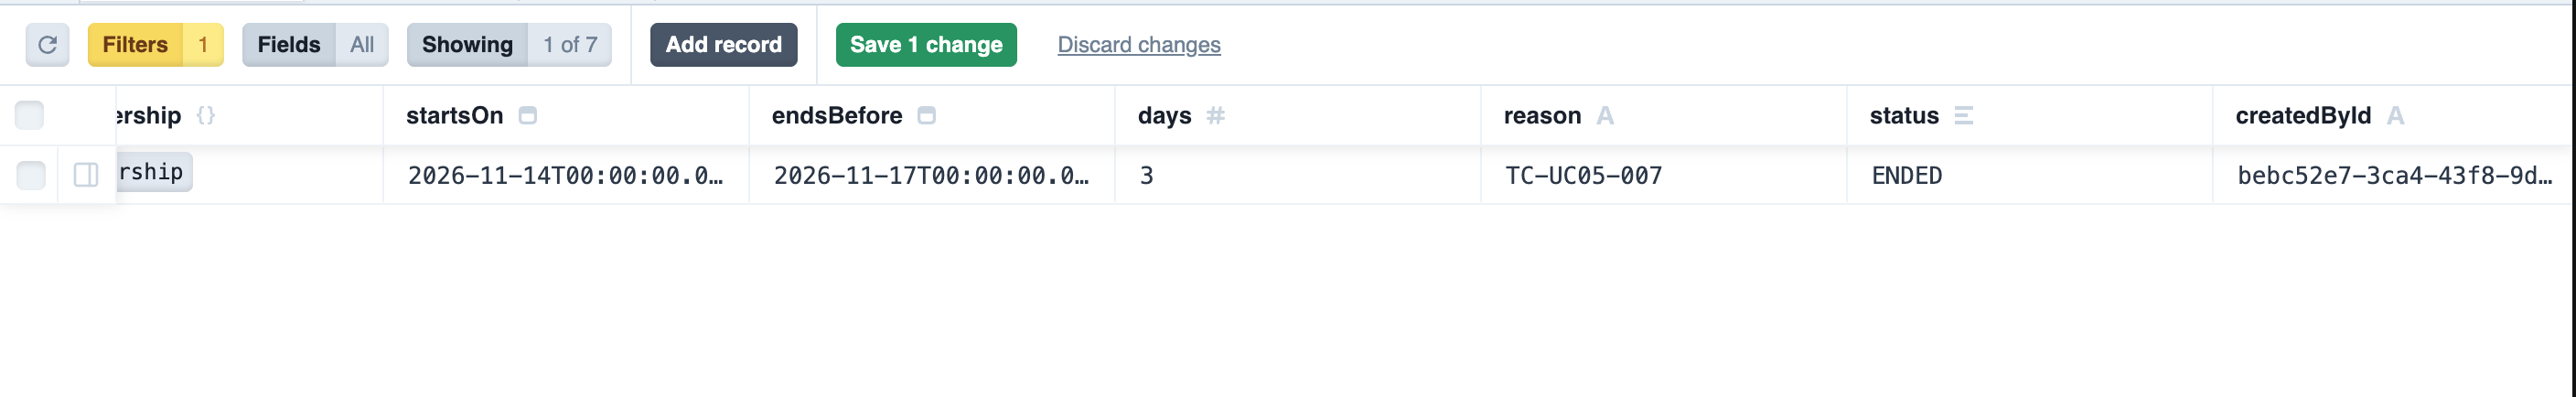 Filters 1 Fields All Showing 1 of 7 Add record Save 1 change Discard changes
ership {} startsOn endsBefore days # reason A status createdById A
rship 2026-11-14T00:00:00.0… 2026-11-17T00:00:00.0… 3 TC-UC05-007 ENDED bebc52e7-3ca4-43f8-9d…